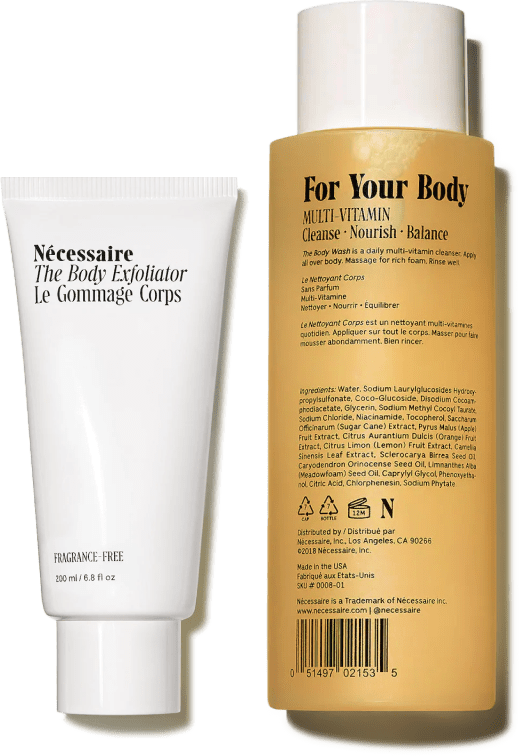 Nécessaire
The Body Exfoliator
Le Gommage Corps
FRAGRANCE-FREE
200 ml / 6.8 fl oz
For Your Body
MULTI-VITAMIN
Cleanse · Nourish · Balance
The Body Wash is a daily multi-vitamin cleanser. Apply
all over body. Massage for rich foam. Rinse well.
Le Nettoyant Corps
Sans Parfum
Multi-Vitamine
Nettoyer · Nourrir · Équilibrer
Le Nettoyant Corps est un nettoyant multi-vitamines
quotidien. Appliquer sur tout le corps. Masser pour faire
mousser abondamment. Bien rincer.
Ingredients: Water, Sodium Laurylglucosides Hydroxy-
propylsulfonate, Coco-Glucoside, Disodium Cocoam-
phodiacetate, Glycerin, Sodium Methyl Cocoyl Taurate,
Sodium Chloride, Niacinamide, Tocopherol, Saccharum
Officinarum (Sugar Cane) Extract, Pyrus Malus (Apple)
Fruit Extract, Citrus Aurantium Dulcis (Orange) Fruit
Extract, Citrus Limon (Lemon) Fruit Extract, Camellia
Sinensis Leaf Extract, Sclerocarya Birrea Seed Oil,
Caryodendron Orinocense Seed Oil, Limnanthes Alba
(Meadowfoam) Seed Oil, Caprylyl Glycol, Phenoxyetha-
nol, Citric Acid, Chlorphenesin, Sodium Phytate
7 7 12M N
CAP BOTTLE
Distributed by / Distribué par
Nécessaire, Inc., Los Angeles, CA 90266
©2018 Nécessaire, Inc.
Made in the USA
Fabriqué aux États-Unis
SKU # 0008-01
Nécessaire is a Trademark of Nécessaire Inc.
www.necessaire.com | @necessaire
0 51497 02153 5